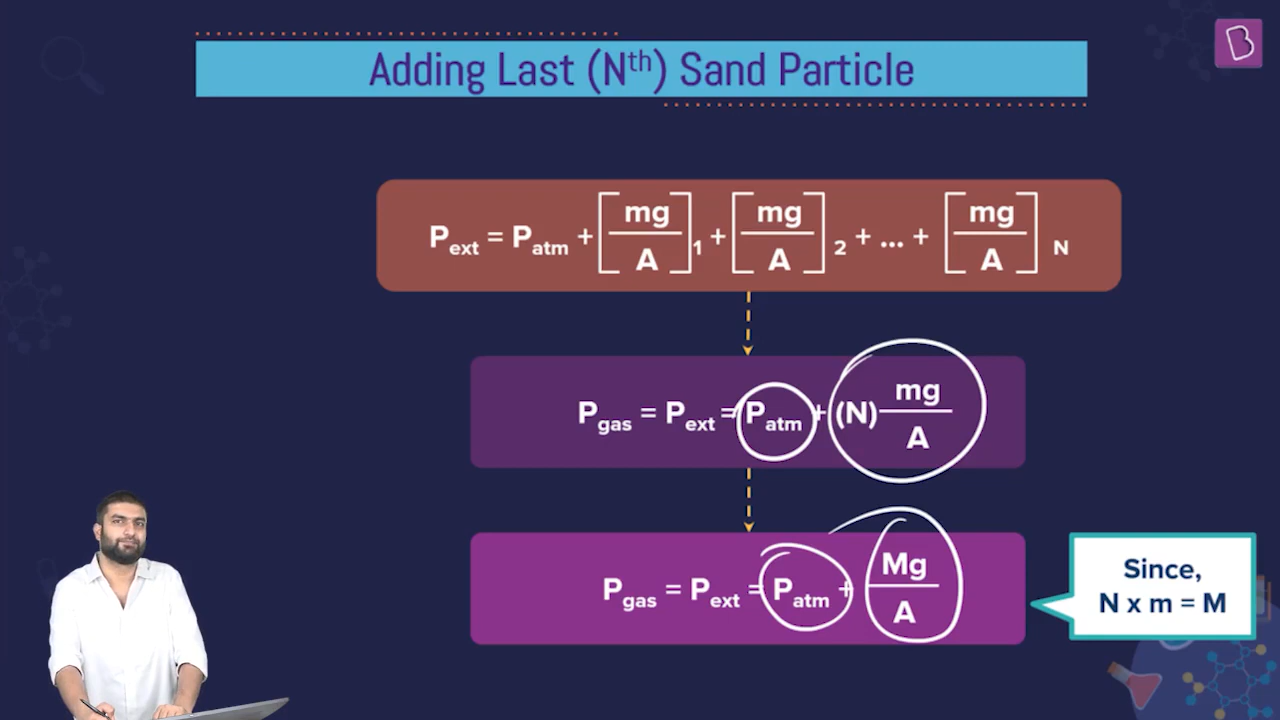 B
Adding Last (Nth) Sand Particle
Pext = Patm + [mg/A]1 + [mg/A]2 + ... + [mg/A]N
Pgas = Pext = Patm + (N) mg/A
Pgas = Pext = Patm + Mg/A
Since,
N x m = M